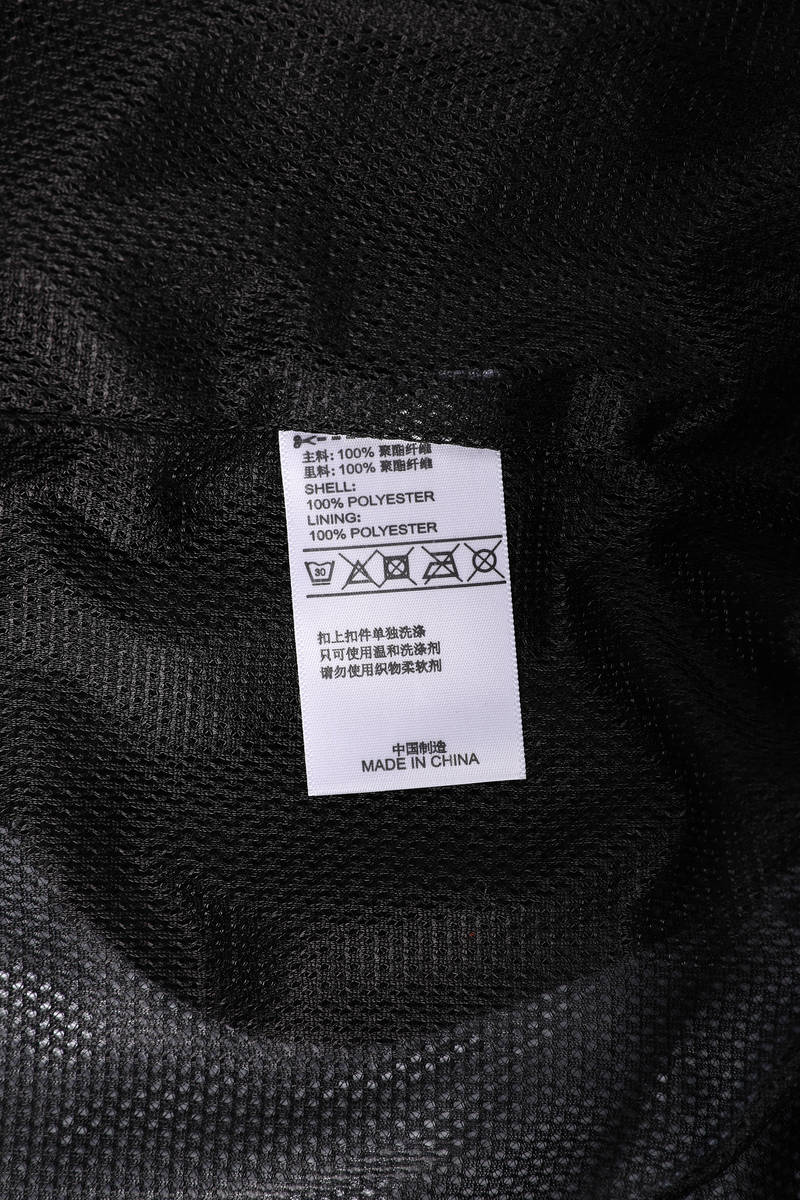 主料: 100% 聚酯纤维
里料: 100% 聚酯纤维
SHELL:
100% POLYESTER
LINING:
100% POLYESTER
30
扣上扣件单独洗涤
只可使用温和洗涤剂
请勿使用织物柔软剂
中国制造
MADE IN CHINA